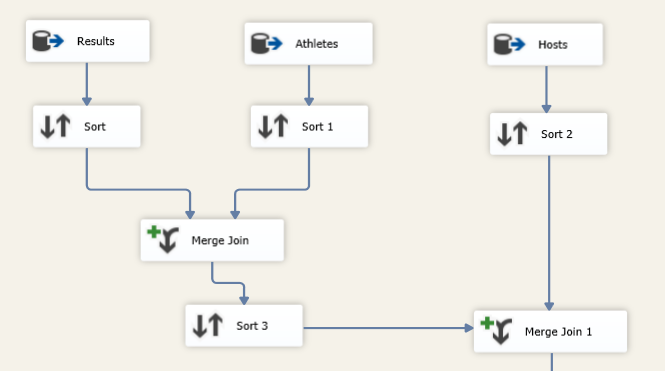 Results
Athletes
Hosts
Sort
Sort 1
Sort 2
Merge Join
Sort 3
Merge Join 1